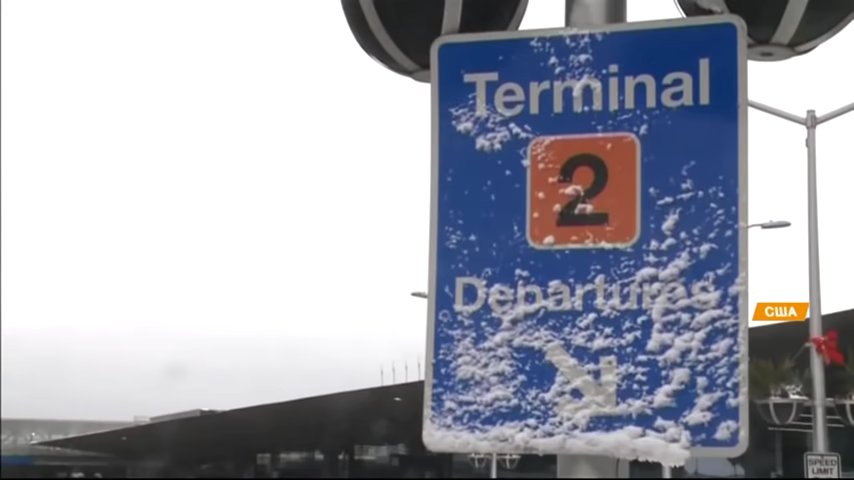 Terminal
2
Departures
США
SPEED
LIMIT